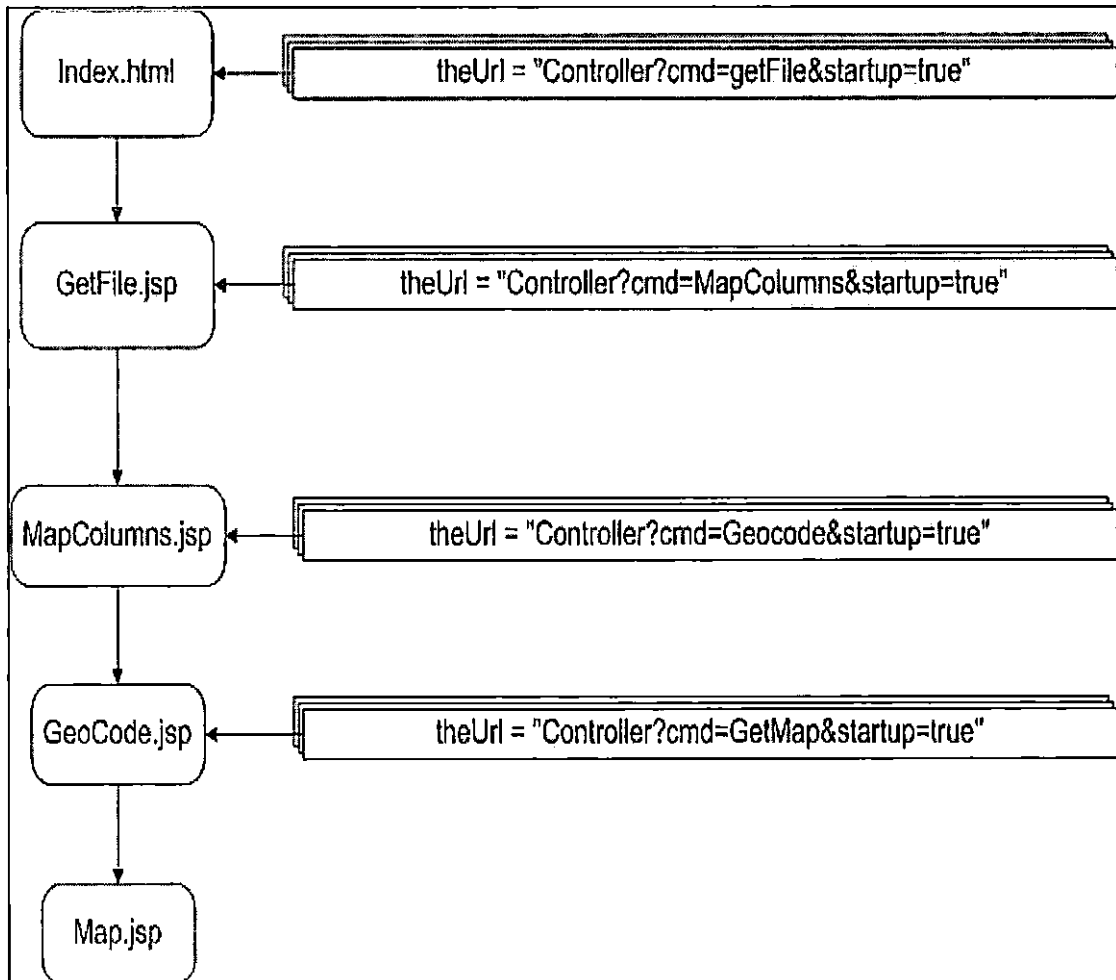 Index.html
theUrl = "Controller?cmd=getFile&startup=true"
GetFile.jsp
theUrl = "Controller?cmd=MapColumns&startup=true"
MapColumns.jsp
theUrl = "Controller?cmd=Geocode&startup=true"
GeoCode.jsp
theUrl = "Controller?cmd=GetMap&startup=true"
Map.jsp